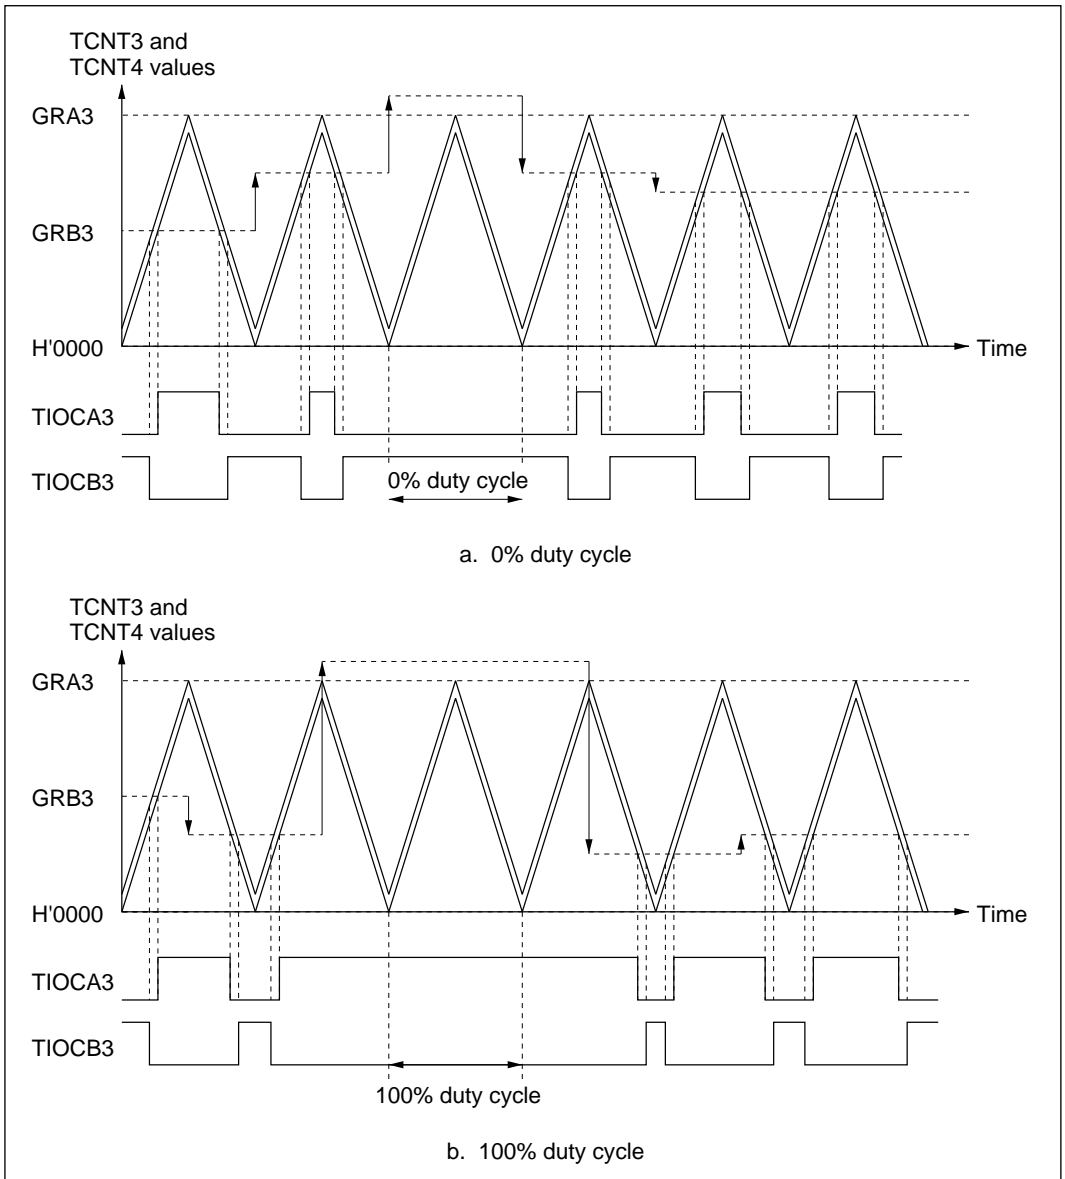 TCNT3 and
TCNT4 values
GRA3
GRB3
H'0000
Time
TIOCA3
TIOCB3
0% duty cycle
a. 0% duty cycle
TCNT3 and
TCNT4 values
GRA3
GRB3
H'0000
Time
TIOCA3
TIOCB3
100% duty cycle
b. 100% duty cycle